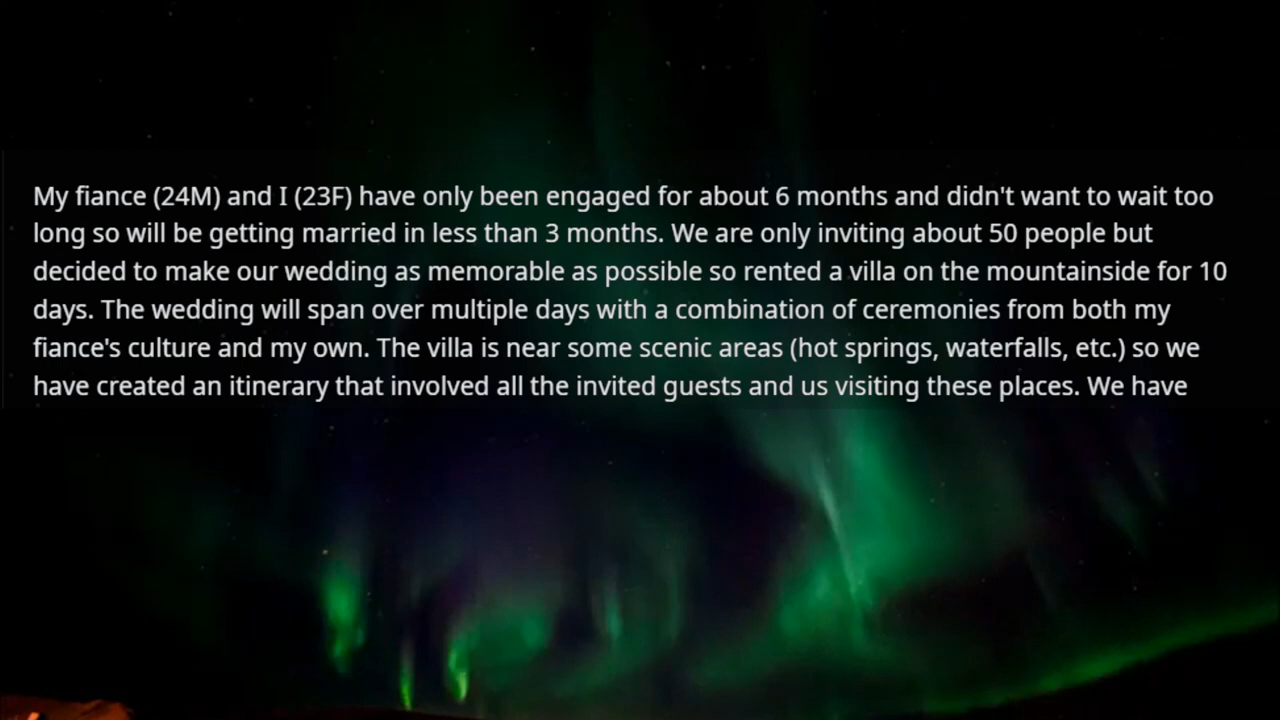 My fiance (24M) and I (23F) have only been engaged for about 6 months and didn't want to wait too
long so will be getting married in less than 3 months. We are only inviting about 50 people but
decided to make our wedding as memorable as possible so rented a villa on the mountainside for 10
days. The wedding will span over multiple days with a combination of ceremonies from both my
fiance's culture and my own. The villa is near some scenic areas (hot springs, waterfalls, etc.) so we
have created an itinerary that involved all the invited guests and us visiting these places. We have